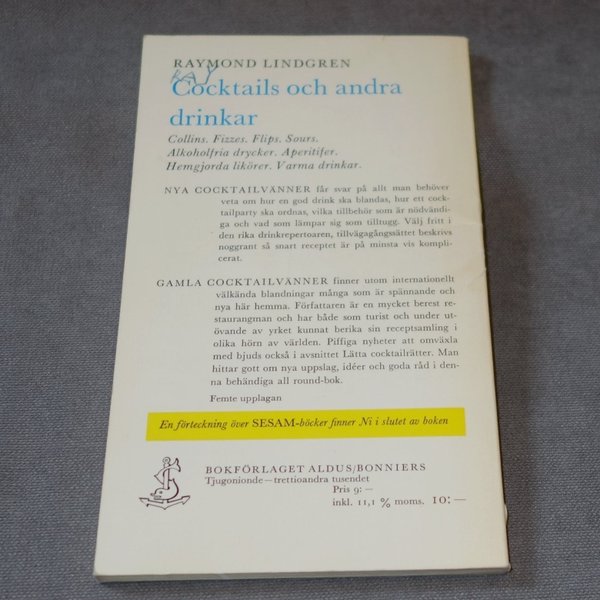 RAYMOND LINDGREN
KAY
Cocktails och andra
drinkar
Collins. Fizzes. Flips. Sours.
Alkoholfria drycker. Aperitifer.
Hemgjorda likörer. Varma drinkar.
NYA COCKTAILVÄNNER får svar på allt man behöver
veta om hur en god drink ska blandas, hur ett cock-
tailparty ska ordnas, vilka tillbehör som är nödvändi-
ga och vad som lämpar sig som tilltugg. Välj fritt i
den rika drinkrepertoaren, tillvägagångssättet beskrivs
noggrant så snart receptet är på minsta vis kompli-
cerat.
GAMLA COCKTAILVÄNNER finner utom internationellt
välkända blandningar många som är spännande och
nya här hemma. Författaren är en mycket berest re-
staurangman och har både som turist och under ut-
övande av yrket kunnat berika sin receptsamling i
olika hörn av världen. Piffiga nyheter att omväxla
med bjuds också i avsnittet Lätta cocktailrätter. Man
hittar gott om nya uppslag, idéer och goda råd i den-
na behändiga all round-bok.
Femte upplagan
En förteckning över SESAM-böcker finner Ni i slutet av boken
BOKFÖRLAGET ALDUS/BONNIERS
Tjugonionde—trettioandra tusendet
Pris 9: —
inkl. 11,1 % moms. 10: —